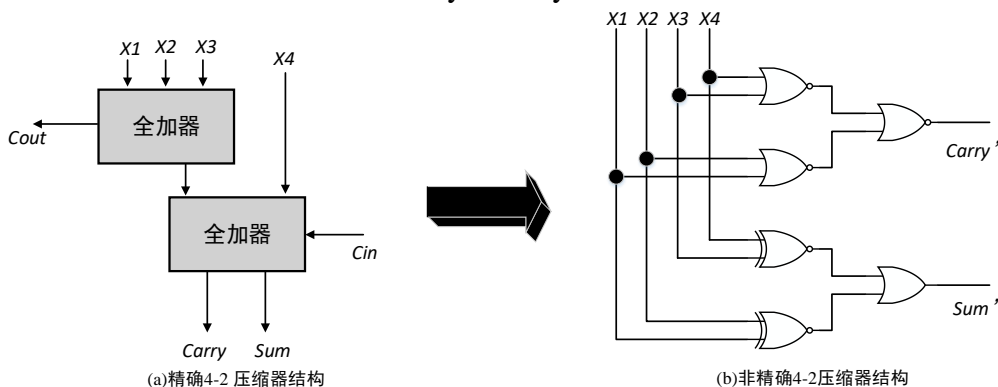 X1 X2 X3 X4
全加器
Cout
全加器
Cin
Carry Sum
(a)精确4-2 压缩器结构
X1 X2 X3 X4
Carry’
Sum’
(b)非精确4-2压缩器结构